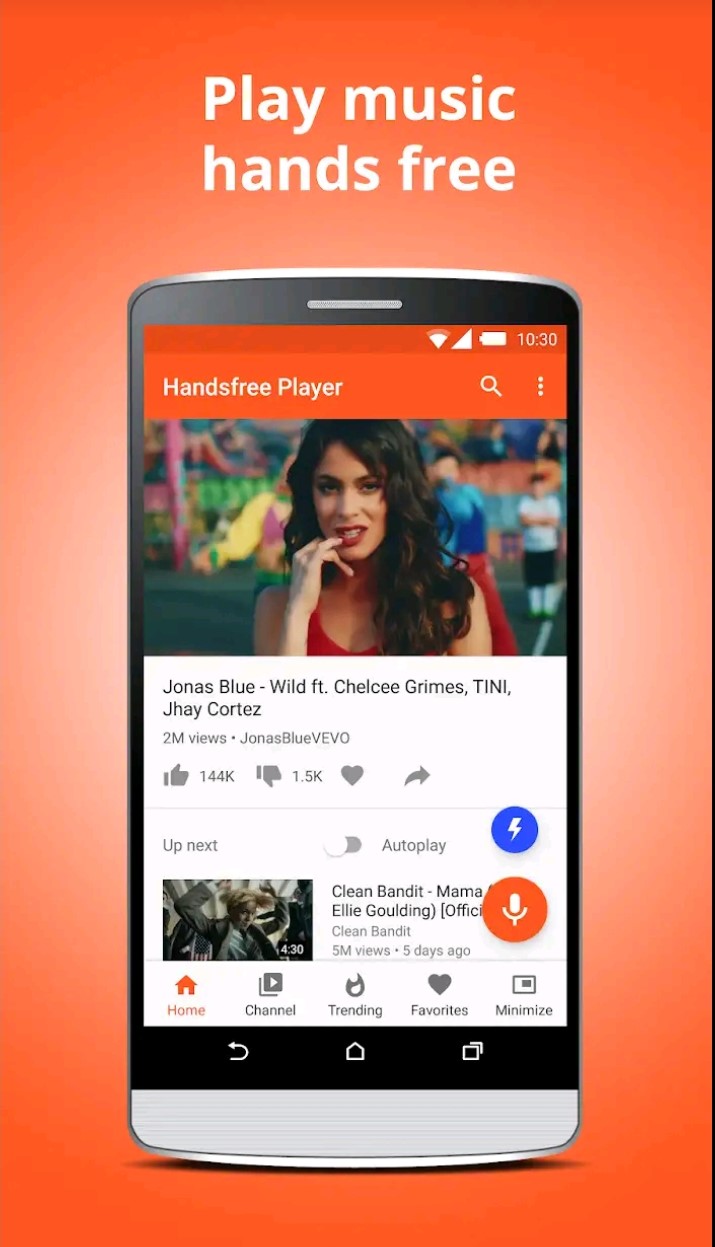 Play music
hands free
10:30
Handsfree Player
Jonas Blue - Wild ft. Chelcee Grimes, TINI,
Jhay Cortez
2M views • JonasBlueVEVO
144K 1.5K
Up next Autoplay
Clean Bandit - Mama
Ellie Goulding) [Offici
Clean Bandit
4:30
5M views • 5 days ago
Home Channel Trending Favorites Minimize